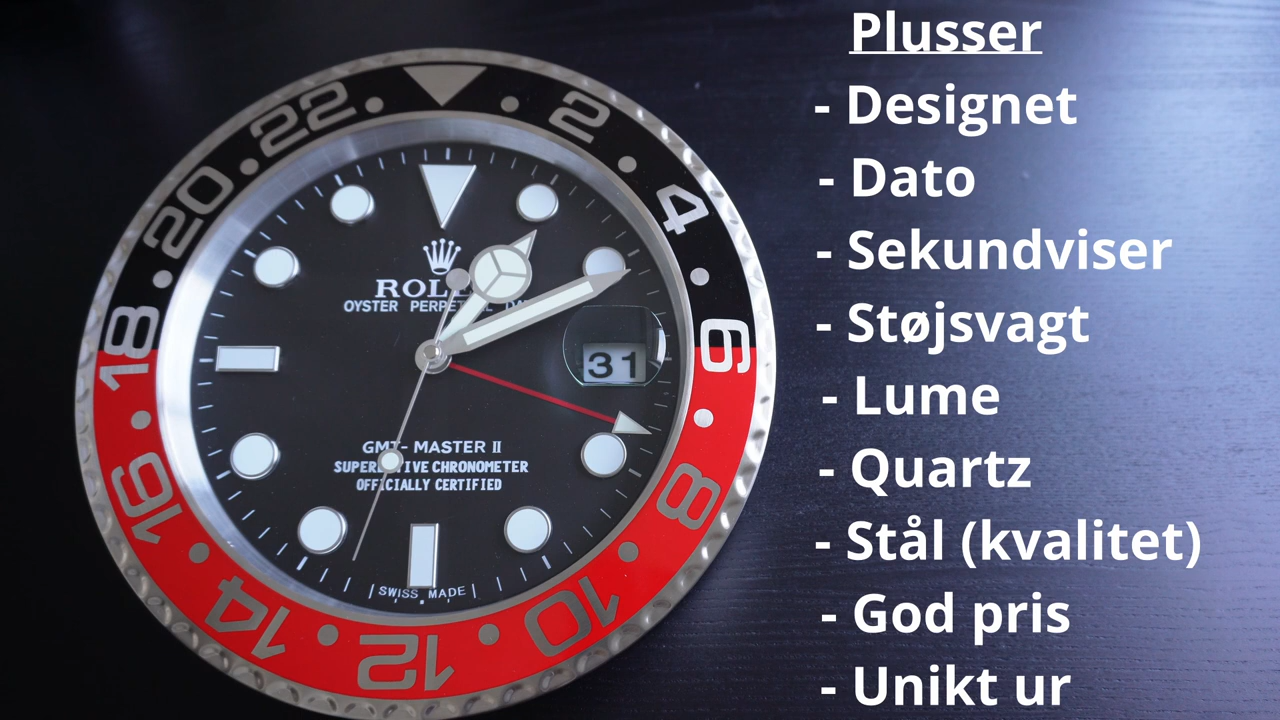 2
4
6
8
10
12
14
16
18
20
22
OYSTER PERPETUAL
31
GMT- MASTER II
CHRONOMETER
OFFICIALLY CERTIFIED
SWISS MADE
Plusser
- Designet
- Dato
- Sekundviser
- Støjsvagt
- Lume
- Quartz
- Stål (kvalitet)
- God pris
- Unikt ur